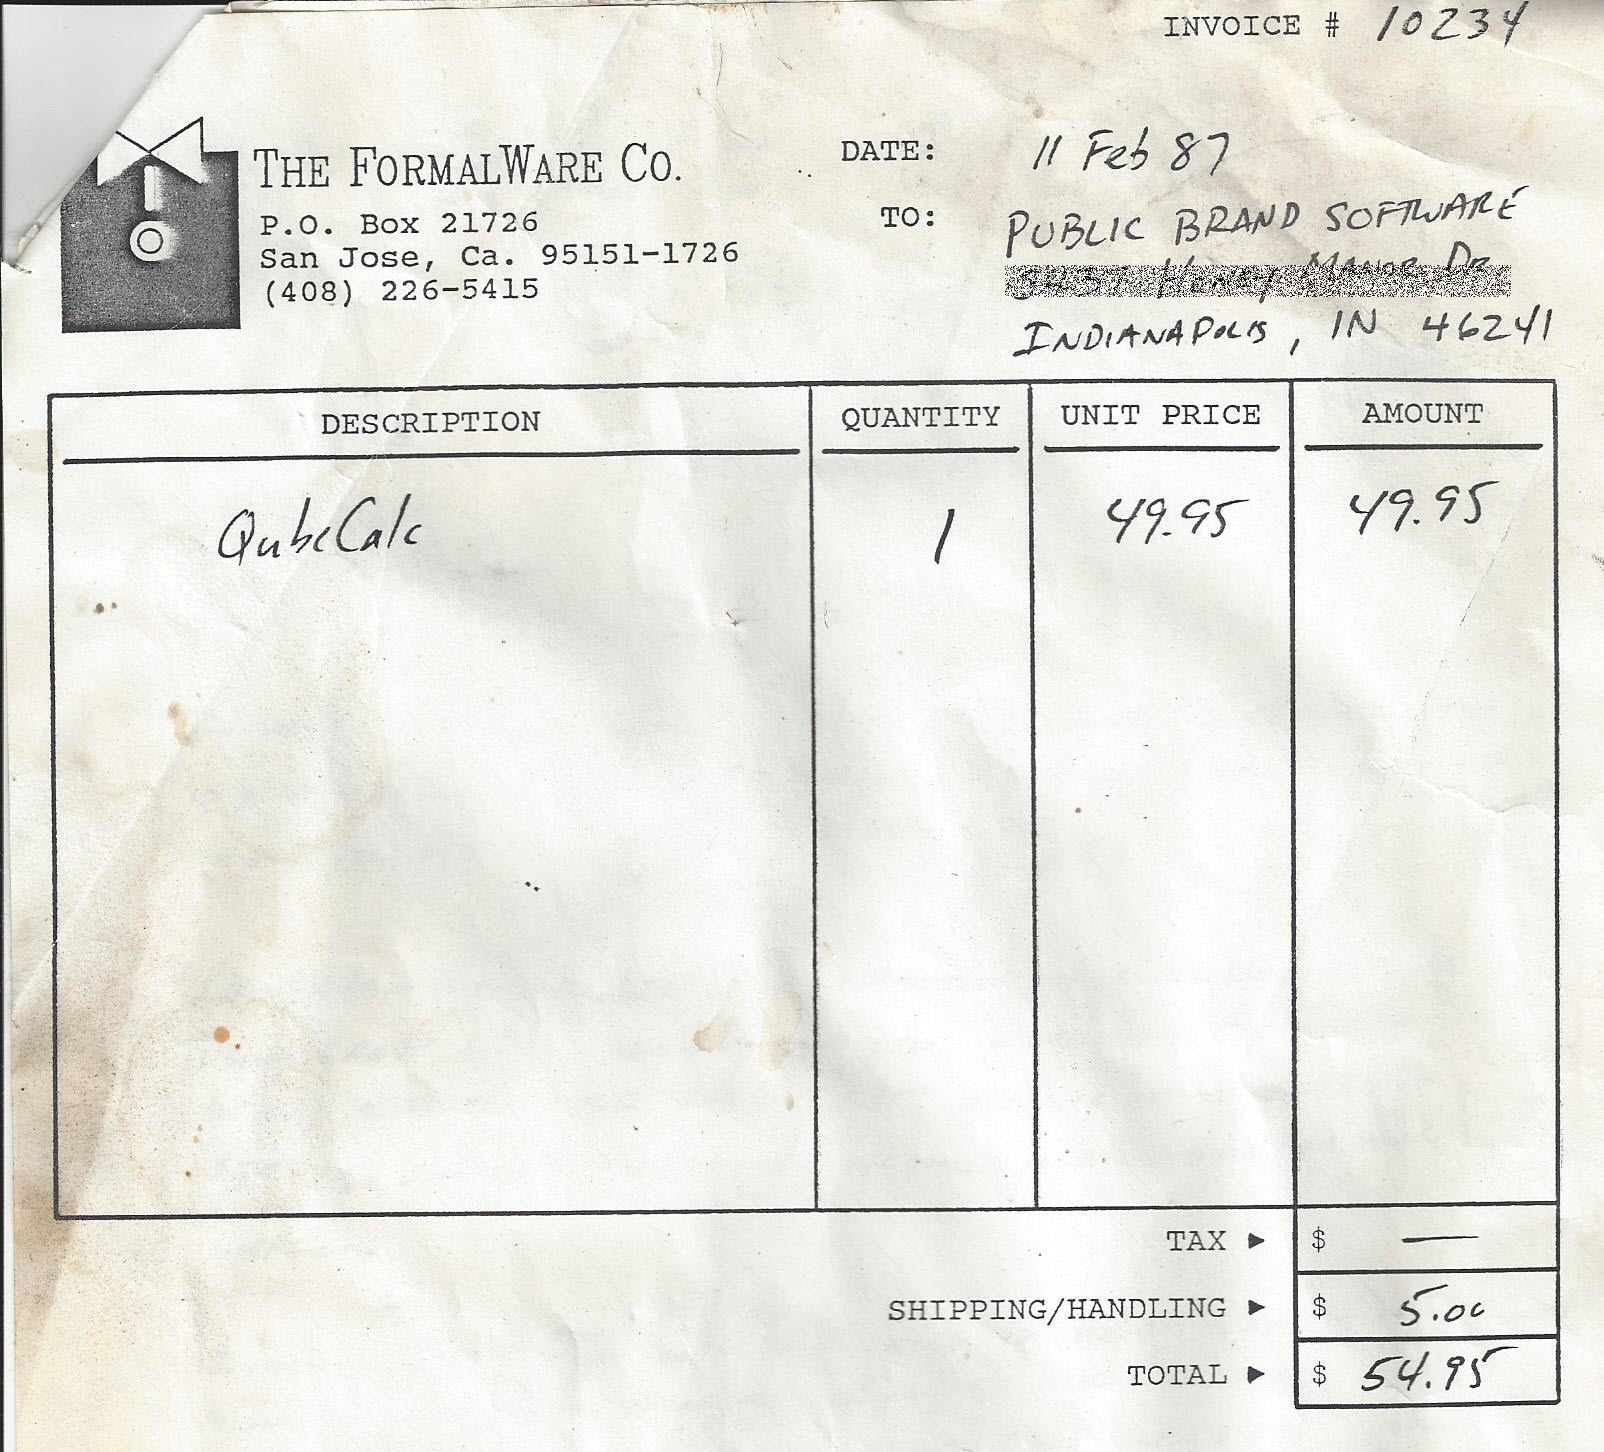 INVOICE # 10234
THE FORMALWARE CO.
P.O. Box 21726
San Jose, Ca. 95151-1726
(408) 226-5415
DATE: 11 Feb 87
TO: PUBLIC BRAND SOFTWARE
INDIANAPOLIS, IN 46241
DESCRIPTION QUANTITY UNIT PRICE AMOUNT
QubeCalc 1 49.95 49.95
TAX ► $ —
SHIPPING/HANDLING ► $ 5.00
TOTAL ► $ 54.95